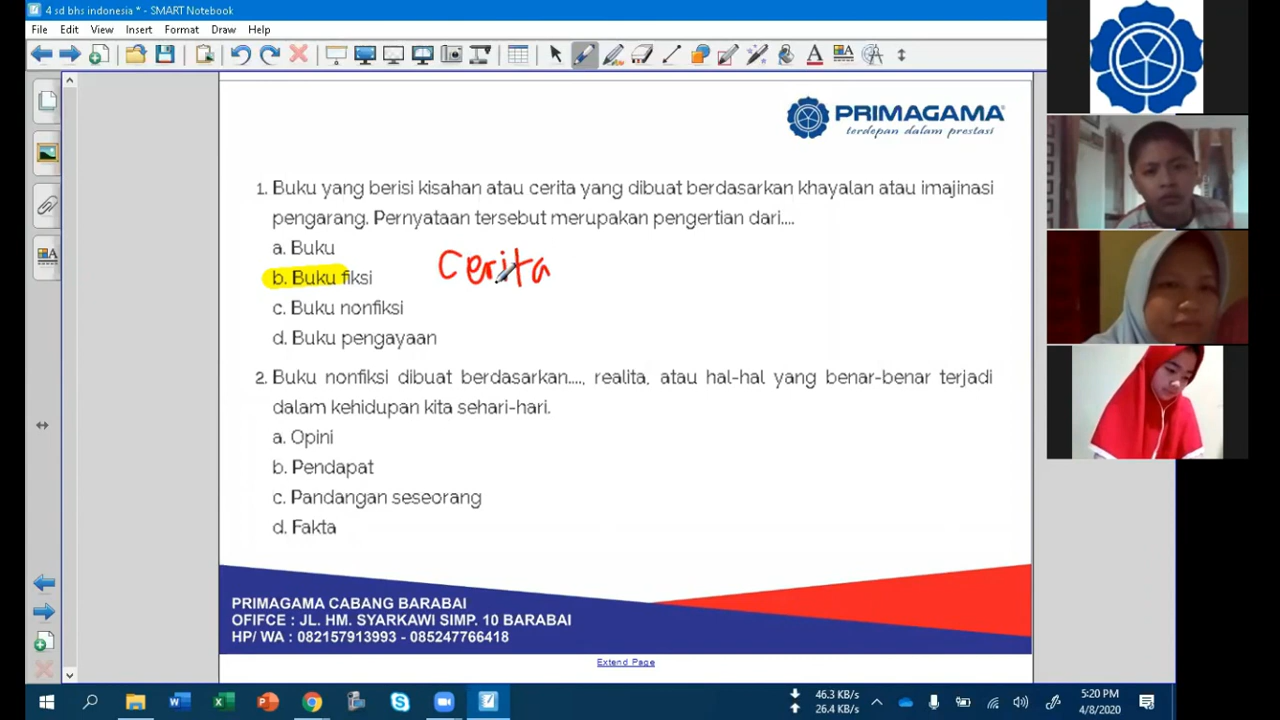 4 sd bhs indonesia * - SMART Notebook
File Edit View Insert Format Draw Help
PRIMAGAMA
terdepan dalam prestasi
1. Buku yang berisi kisahan atau cerita yang dibuat berdasarkan khayalan atau imajinasi
pengarang. Pernyataan tersebut merupakan pengertian dari....
a. Buku
b. Buku fiksi
cerita
c. Buku nonfiksi
d. Buku pengayaan
2. Buku nonfiksi dibuat berdasarkan...., realita, atau hal-hal yang benar-benar terjadi
dalam kehidupan kita sehari-hari.
a. Opini
b. Pendapat
c. Pandangan seseorang
d. Fakta
PRIMAGAMA CABANG BARABAI
OFIFCE : JL. HM. SYARKAWI SIMP. 10 BARABAI
HP/ WA : 082157913993 - 085247766418
Extend Page
46.3 KB/s
26.4 KB/s
5:20 PM
4/8/2020